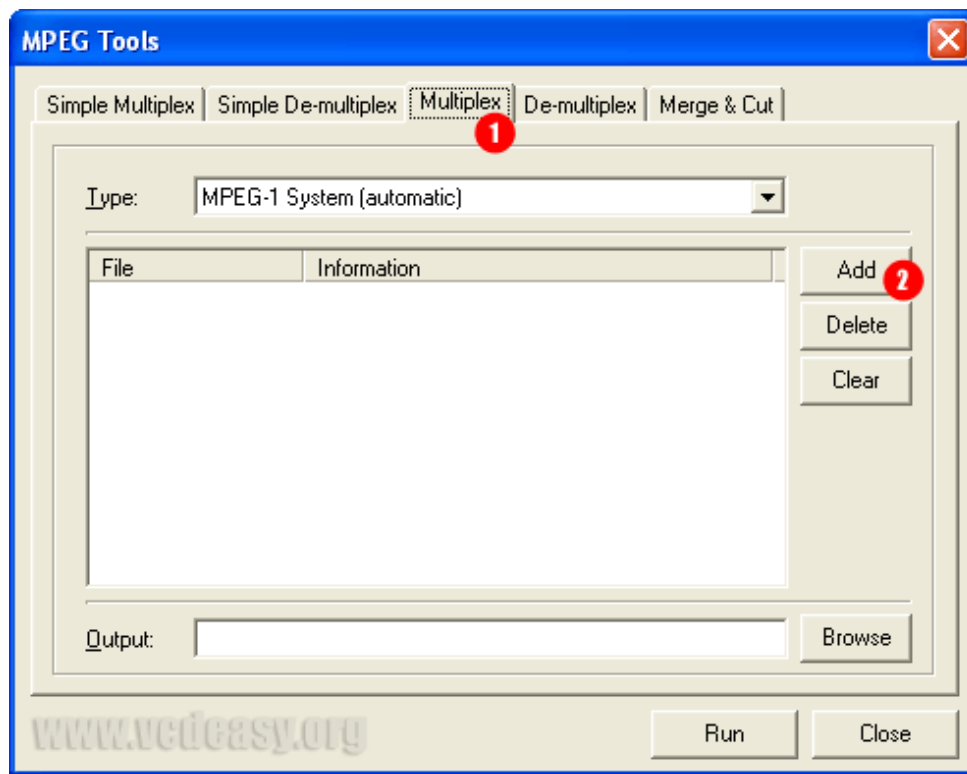 MPEG Tools
Simple Multiplex Simple De-multiplex Multiplex De-multiplex Merge & Cut
1
Type: MPEG-1 System (automatic)
File Information Add 2
Delete
Clear
Output: Browse
www.vcdeasy.org Run Close